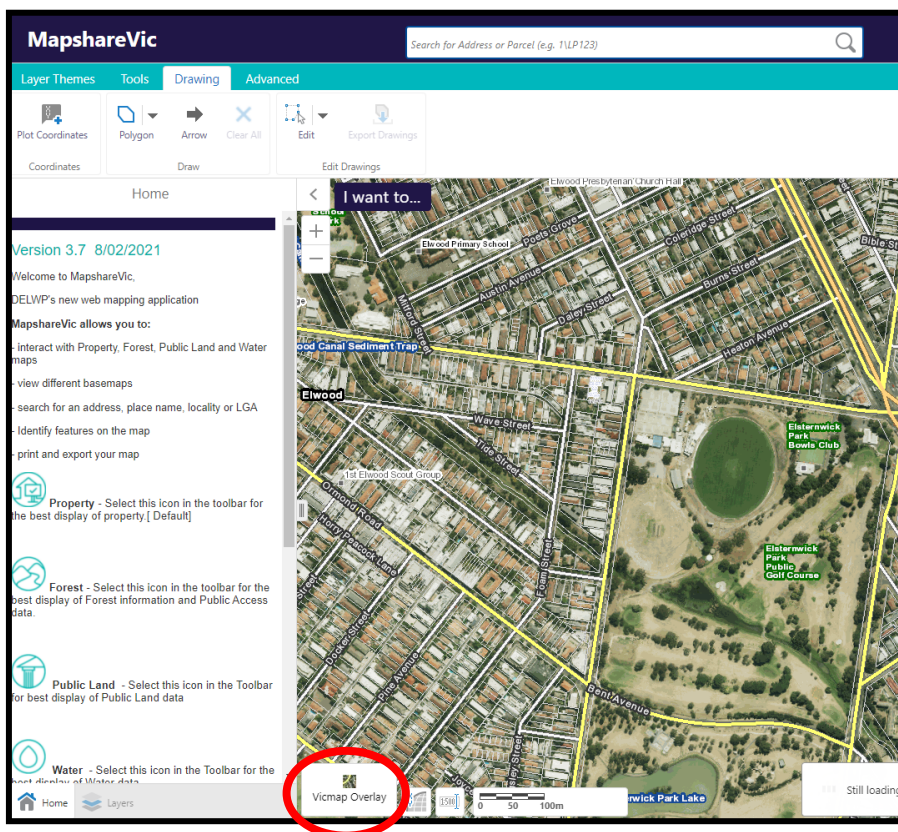 MapshareVic
Search for Address or Parcel (e.g. 1\LP123)
Layer Themes Tools Drawing Advanced
Plot Coordinates Polygon Arrow Clear All Edit Export Drawings
Coordinates Draw Edit Drawings
Home
I want to...
Version 3.7 8/02/2021
Welcome to MapshareVic,
DELWP's new web mapping application
MapshareVic allows you to:
- interact with Property, Forest, Public Land and Water
maps
- view different basemaps
- search for an address, place name, locality or LGA
- Identify features on the map
- print and export your map
Property - Select this icon in the toolbar for
the best display of property.[ Default]
Forest - Select this icon in the toolbar for the
best display of Forest information and Public Access
data.
Public Land - Select this icon in the Toolbar
for best display of Public Land data
Water - Select this icon in the Toolbar for the
best display of Water data
Home Layers
Elwood Presbyterian Church Hall
School
Elwood Primary School
Poets Grove
Coleridge Street
Bible St
Austin Avenue
Burns Street
Daley Street
Milton Street
Heaton Avenue
ood Canal Sediment Trap
Elwood
Wave Street
Tide Street
Elsternwick
Park
Bowls Club
1st Elwood Scout Group
Ormond Road
Horry Peacock Lane
Foam Street
Elsternwick
Park
Public
Golf Course
Street
Docker Street
Pine Avenue
Bent Avenue
Vicmap Overlay
0 50 100m
rwick Park Lake
Still loading